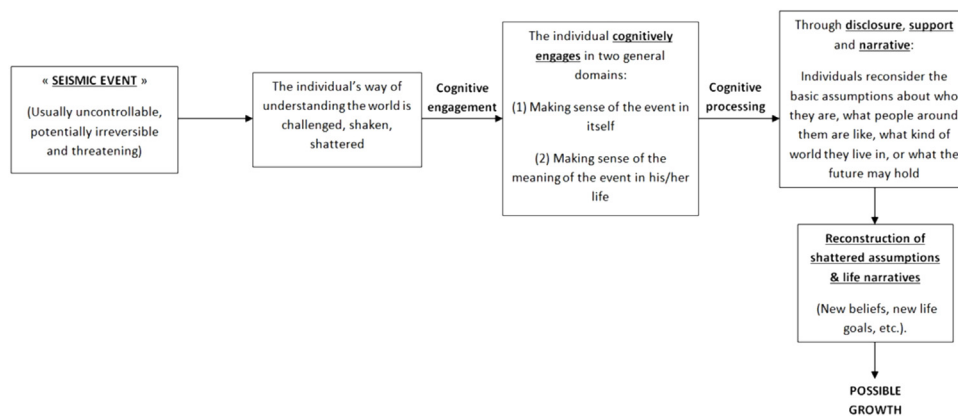 « SEISMIC EVENT »
(Usually uncontrollable,
potentially irreversible
and threatening)
The individual's way of
understanding the world is
challenged, shaken,
shattered
Cognitive
engagement
The individual cognitively
engages in two general
domains:
(1) Making sense of the event in
itself
(2) Making sense of the
meaning of the event in his/her
life
Cognitive
processing
Through disclosure, support
and narrative:
Individuals reconsider the
basic assumptions about who
they are, what people around
them are like, what kind of
world they live in, or what the
future may hold
Reconstruction of
shattered assumptions
& life narratives
(New beliefs, new life
goals, etc.).
POSSIBLE
GROWTH